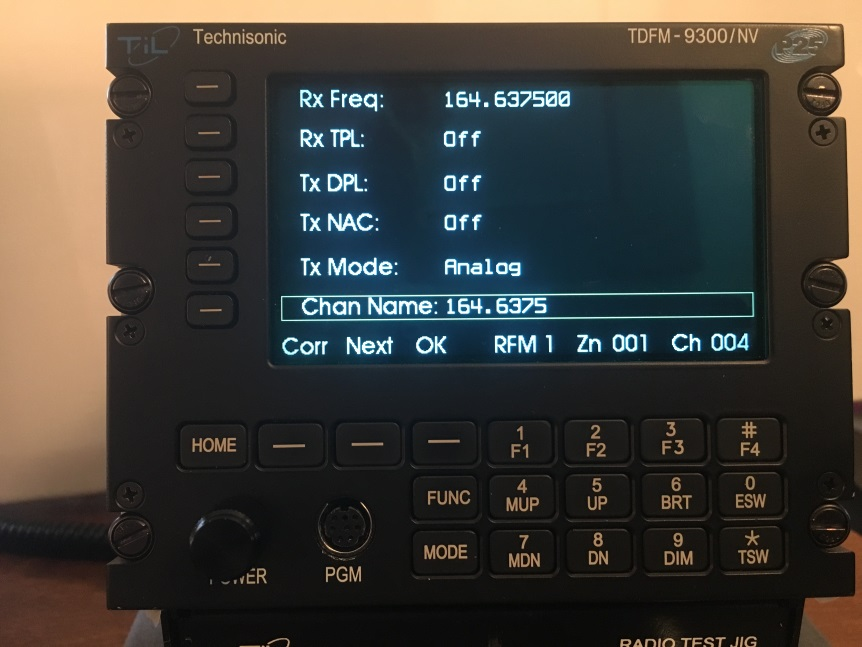 TiL Technisonic TDFM-9300/NV P25
Rx Freq: 164.637500
Rx TPL: Off
Tx DPL: Off
Tx NAC: Off
Tx Mode: Analog
Chan Name: 164.6375
Corr Next OK RFM 1 Zn 001 Ch 004
HOME
1 2 3 #
F1 F2 F3 F4
FUNC
4 5 6 0
MUP UP BRT ESW
MODE
7 8 9 *
MDN DN DIM TSW
POWER PGM
TiL RADIO TEST JIG